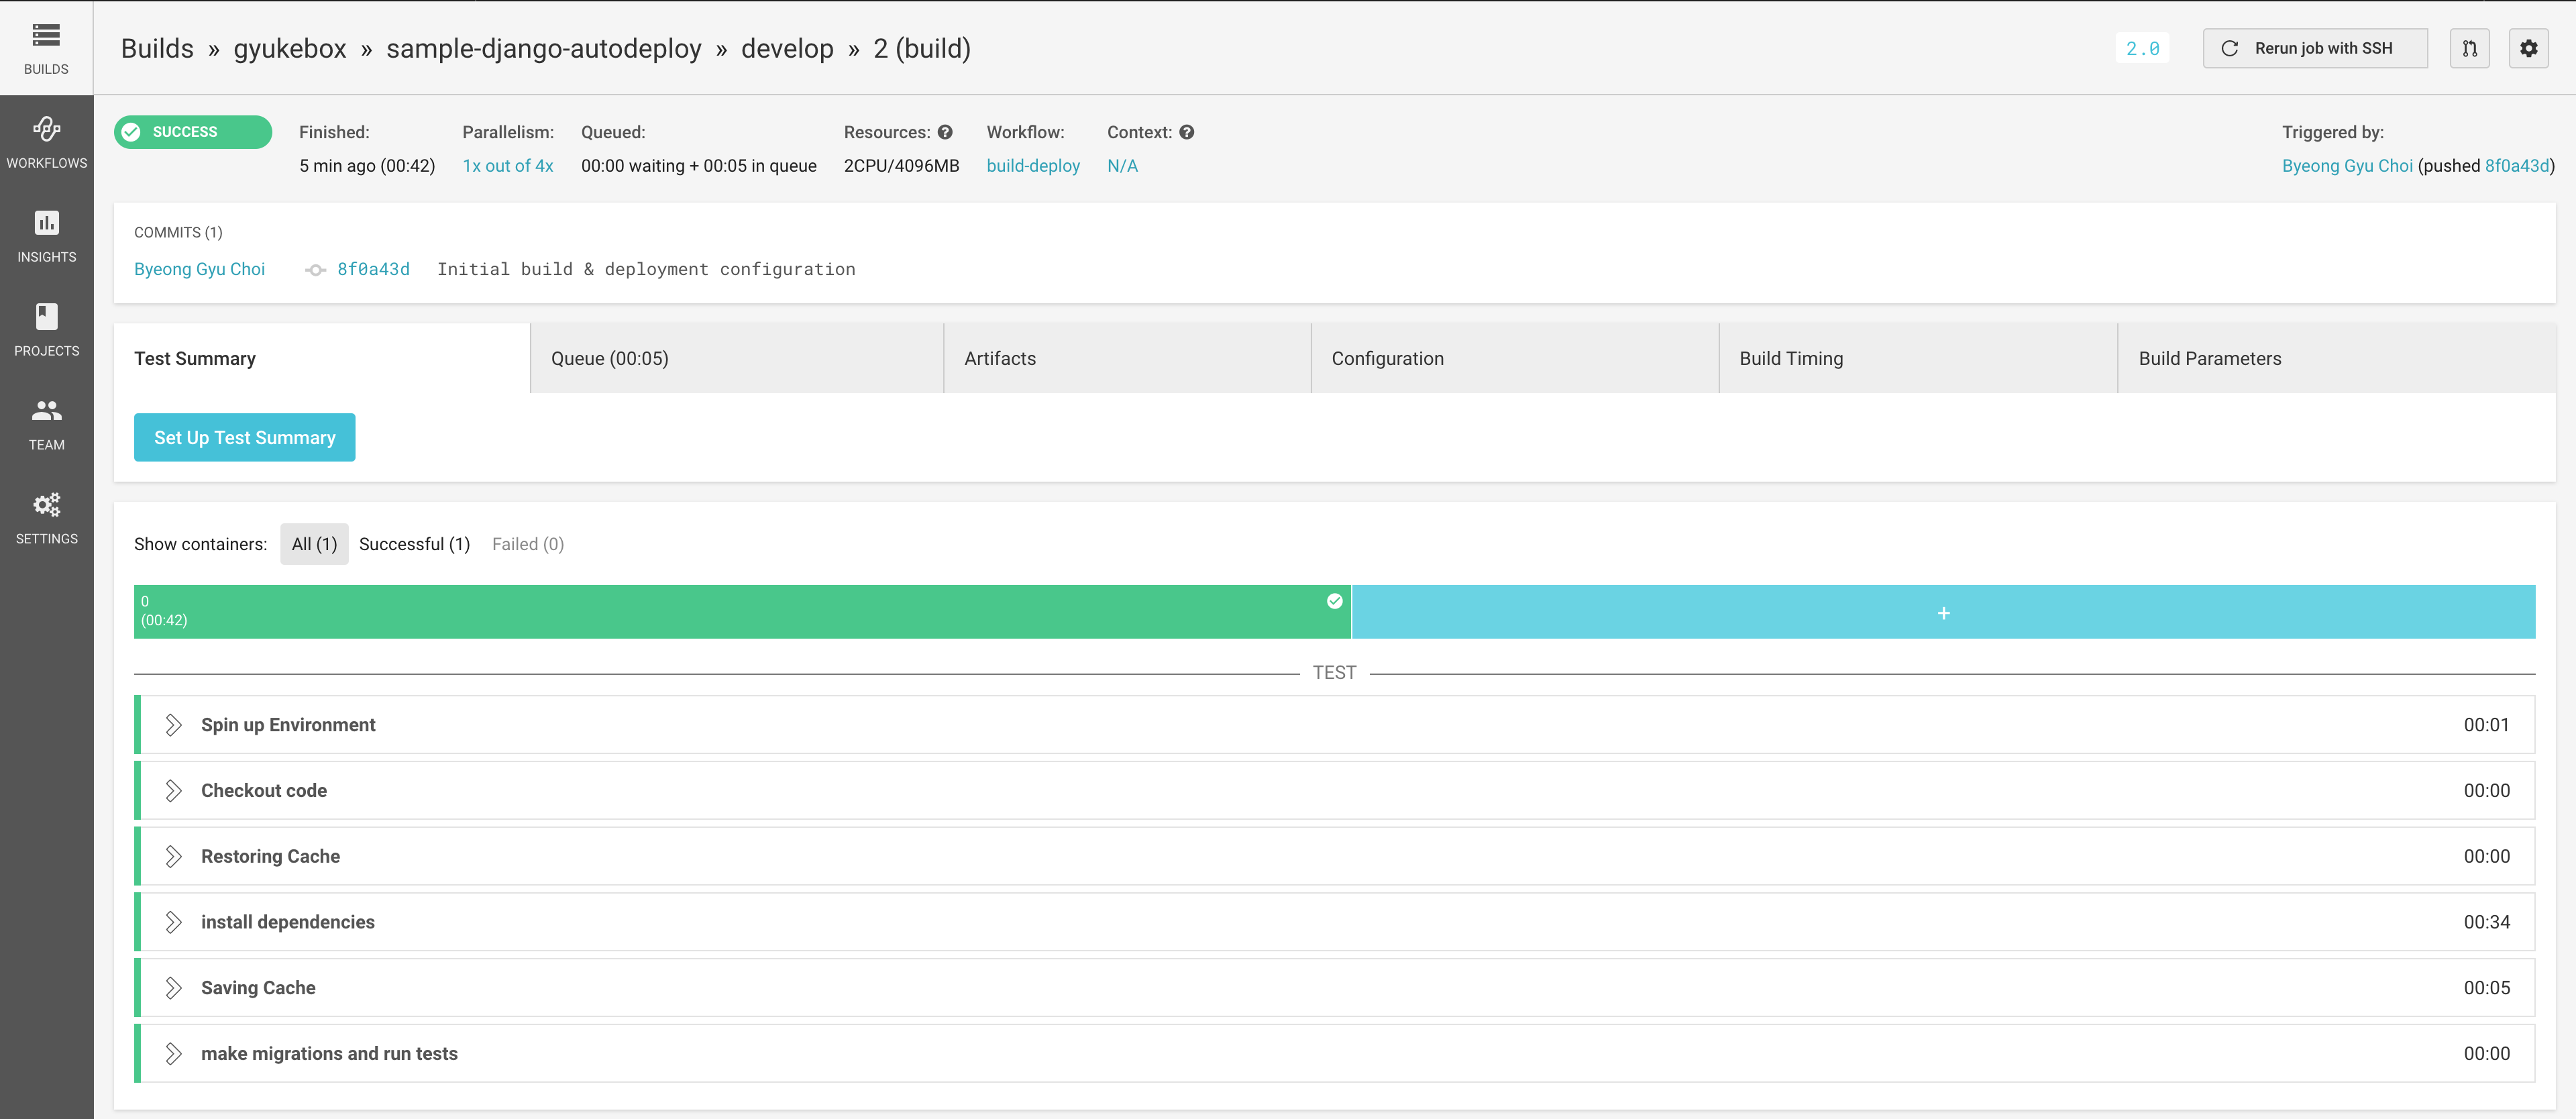 BUILDS
WORKFLOWS
INSIGHTS
PROJECTS
TEAM
SETTINGS
Builds » gyukebox » sample-django-autodeploy » develop » 2 (build)
2.0
Rerun job with SSH
SUCCESS
Finished:
5 min ago (00:42)
Parallelism:
1x out of 4x
Queued:
00:00 waiting + 00:05 in queue
Resources:
2CPU/4096MB
Workflow:
build-deploy
Context:
N/A
Triggered by:
Byeong Gyu Choi (pushed 8f0a43d)
COMMITS (1)
Byeong Gyu Choi 8f0a43d Initial build & deployment configuration
Test Summary
Queue (00:05)
Artifacts
Configuration
Build Timing
Build Parameters
Set Up Test Summary
Show containers: All (1) Successful (1) Failed (0)
0
(00:42)
+
TEST
Spin up Environment 00:01
Checkout code 00:00
Restoring Cache 00:00
install dependencies 00:34
Saving Cache 00:05
make migrations and run tests 00:00